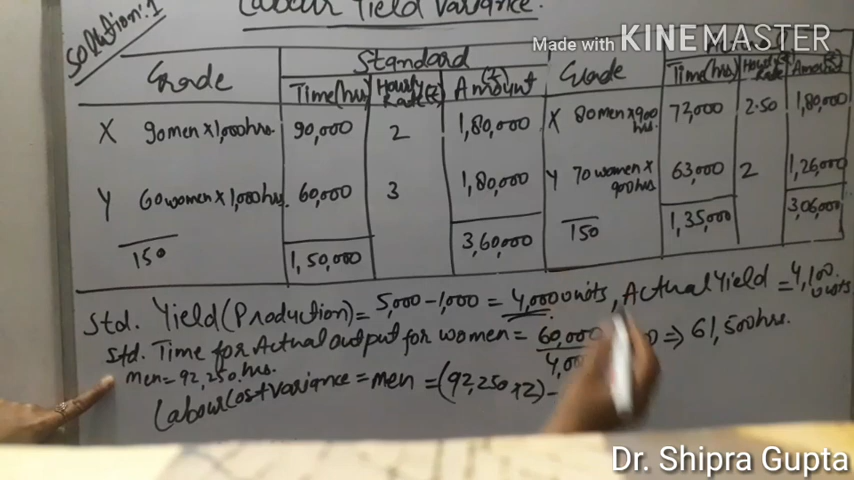 Labour Yield Variance.
Solution:1
Made with KINEMASTER
Standard
Grade Time(hrs) Hourly Rate(₹) Amount (₹) Grade Time(hrs) Hourly Rate(₹) Amount(₹)
X 90men×1,000hrs. 90,000 2 1,80,000 X 80men×900 hrs. 72,000 2.50 1,80,000
Y 60women×1,000hrs. 60,000 3 1,80,000 Y 70 women× 900hrs. 63,000 2 1,26,000
150 1,50,000 3,60,000 150 1,35,000 3,06,000
Std. Yield(Production)= 5,000-1,000 = 4,000units, Actual Yield = 4,100. units
Std. Time for Actual output for women = 60,000 / 4,00 0 ⇒ 61,500hrs.
men=92,250.hrs.
Labour Cost Variance = men = (92,250×2)-
Dr. Shipra Gupta